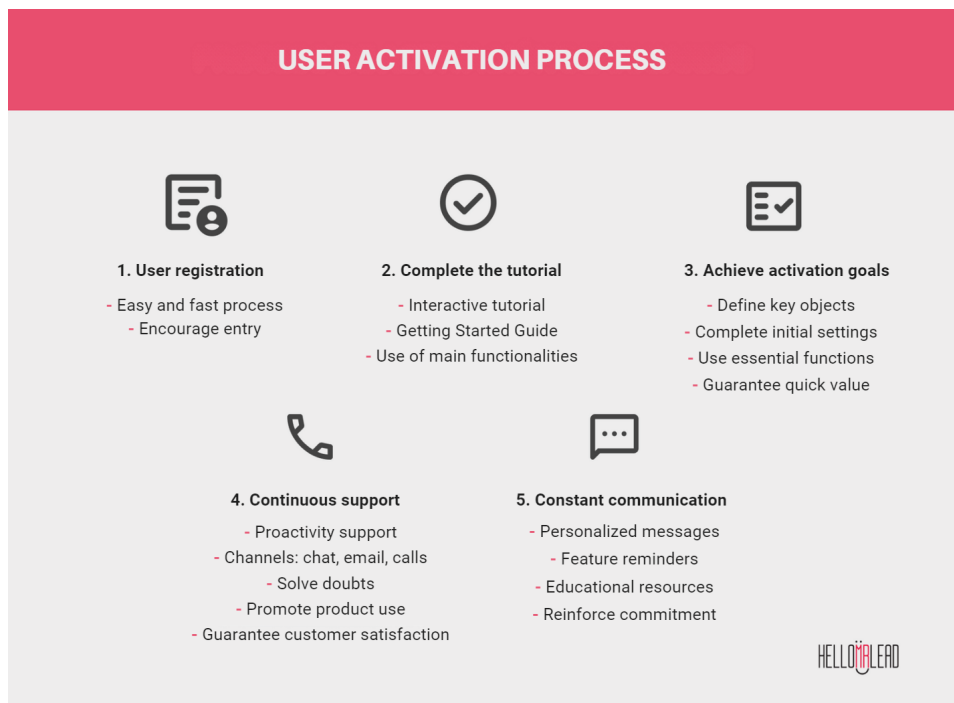 USER ACTIVATION PROCESS
1. User registration
- Easy and fast process
- Encourage entry
2. Complete the tutorial
- Interactive tutorial
- Getting Started Guide
- Use of main functionalities
3. Achieve activation goals
- Define key objects
- Complete initial settings
- Use essential functions
- Guarantee quick value
4. Continuous support
- Proactivity support
- Channels: chat, email, calls
- Solve doubts
- Promote product use
- Guarantee customer satisfaction
5. Constant communication
- Personalized messages
- Feature reminders
- Educational resources
- Reinforce commitment
HELLOMRLEAD